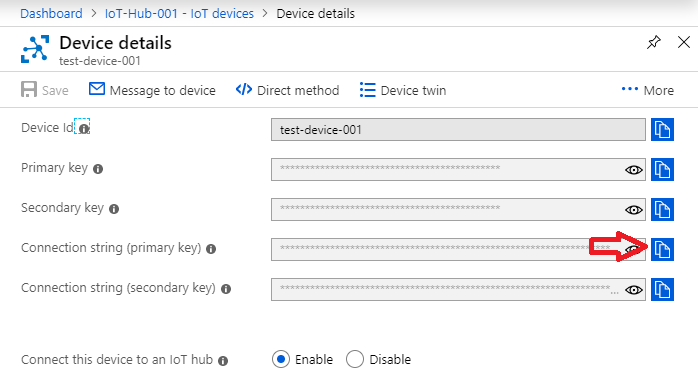 Dashboard > IoT-Hub-001 - IoT devices > Device details
Device details
test-device-001
Save Message to device </> Direct method Device twin ··· More
Device Id
test-device-001
Primary key
********************************************
Secondary key
********************************************
Connection string (primary key)
******************************************************************...
Connection string (secondary key)
******************************************************************...
Connect this device to an IoT hub
Enable Disable